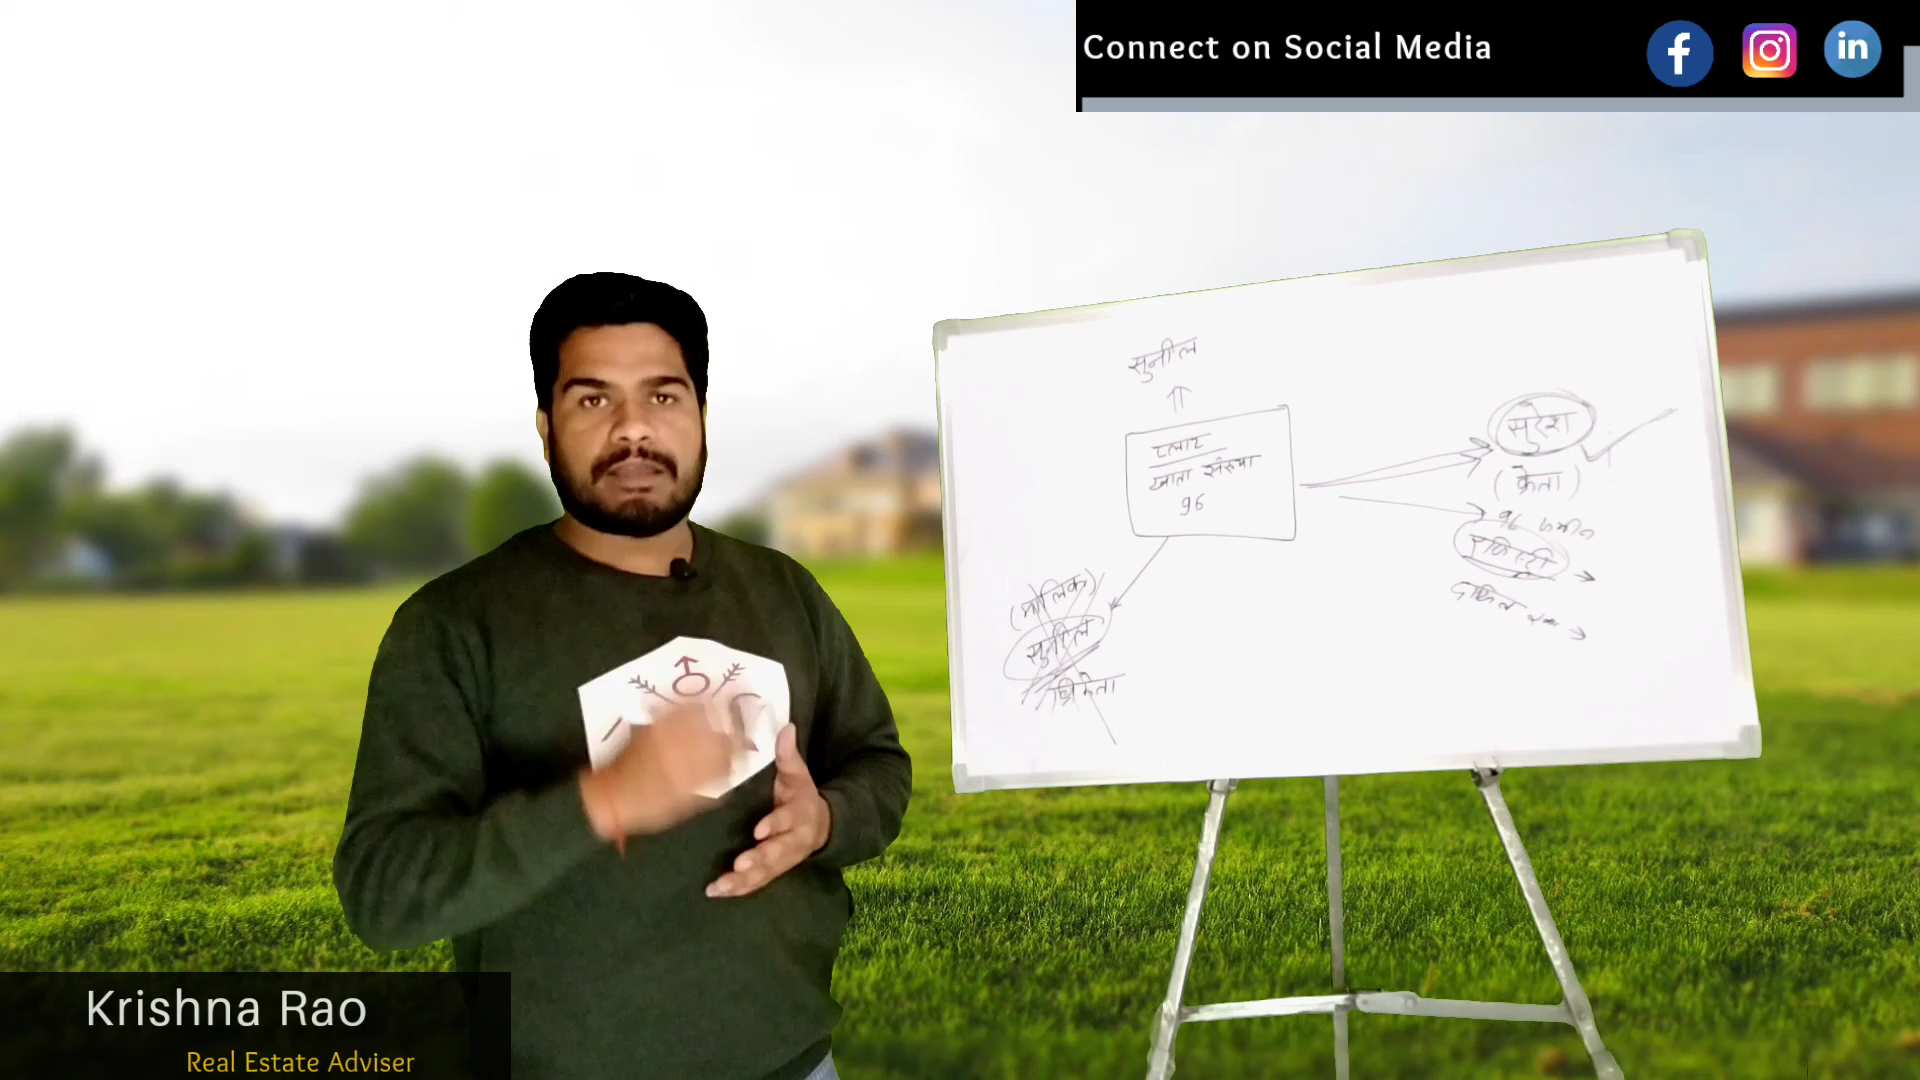 Connect on Social Media
सुनील
प्लाट
खाता संख्या
96
सुरेश
(क्रेता)
(मालिक)
सुनील
विक्रेता
Krishna Rao
Real Estate Adviser